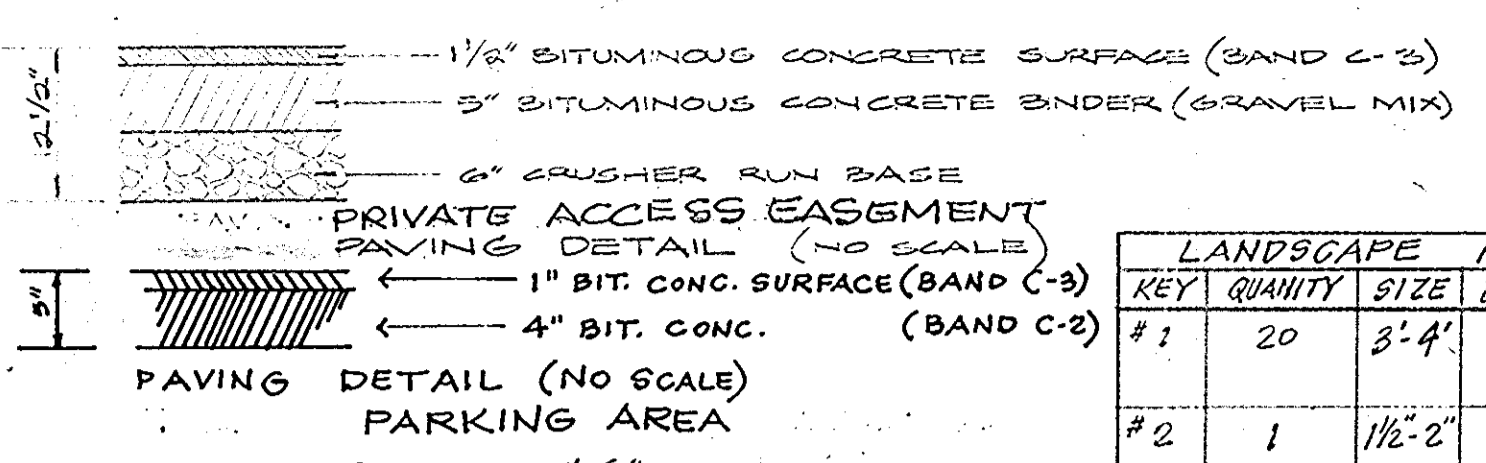 1 1/2" BITUMINOUS CONCRETE SURFACE (BAND C-3)
5" BITUMINOUS CONCRETE BINDER (GRAVEL MIX)
2 1/2"
6" CRUSHER RUN BASE
PRIVATE ACCESS EASEMENT
PAVING DETAIL (NO SCALE)
1" BIT. CONC. SURFACE (BAND C-3)
5"
4" BIT. CONC. (BAND C-2)
PAVING DETAIL (NO SCALE)
PARKING AREA
LANDSCAPE
KEY QUANITY SIZE
#1 20 3'-4'
#2 1 1½"-2"